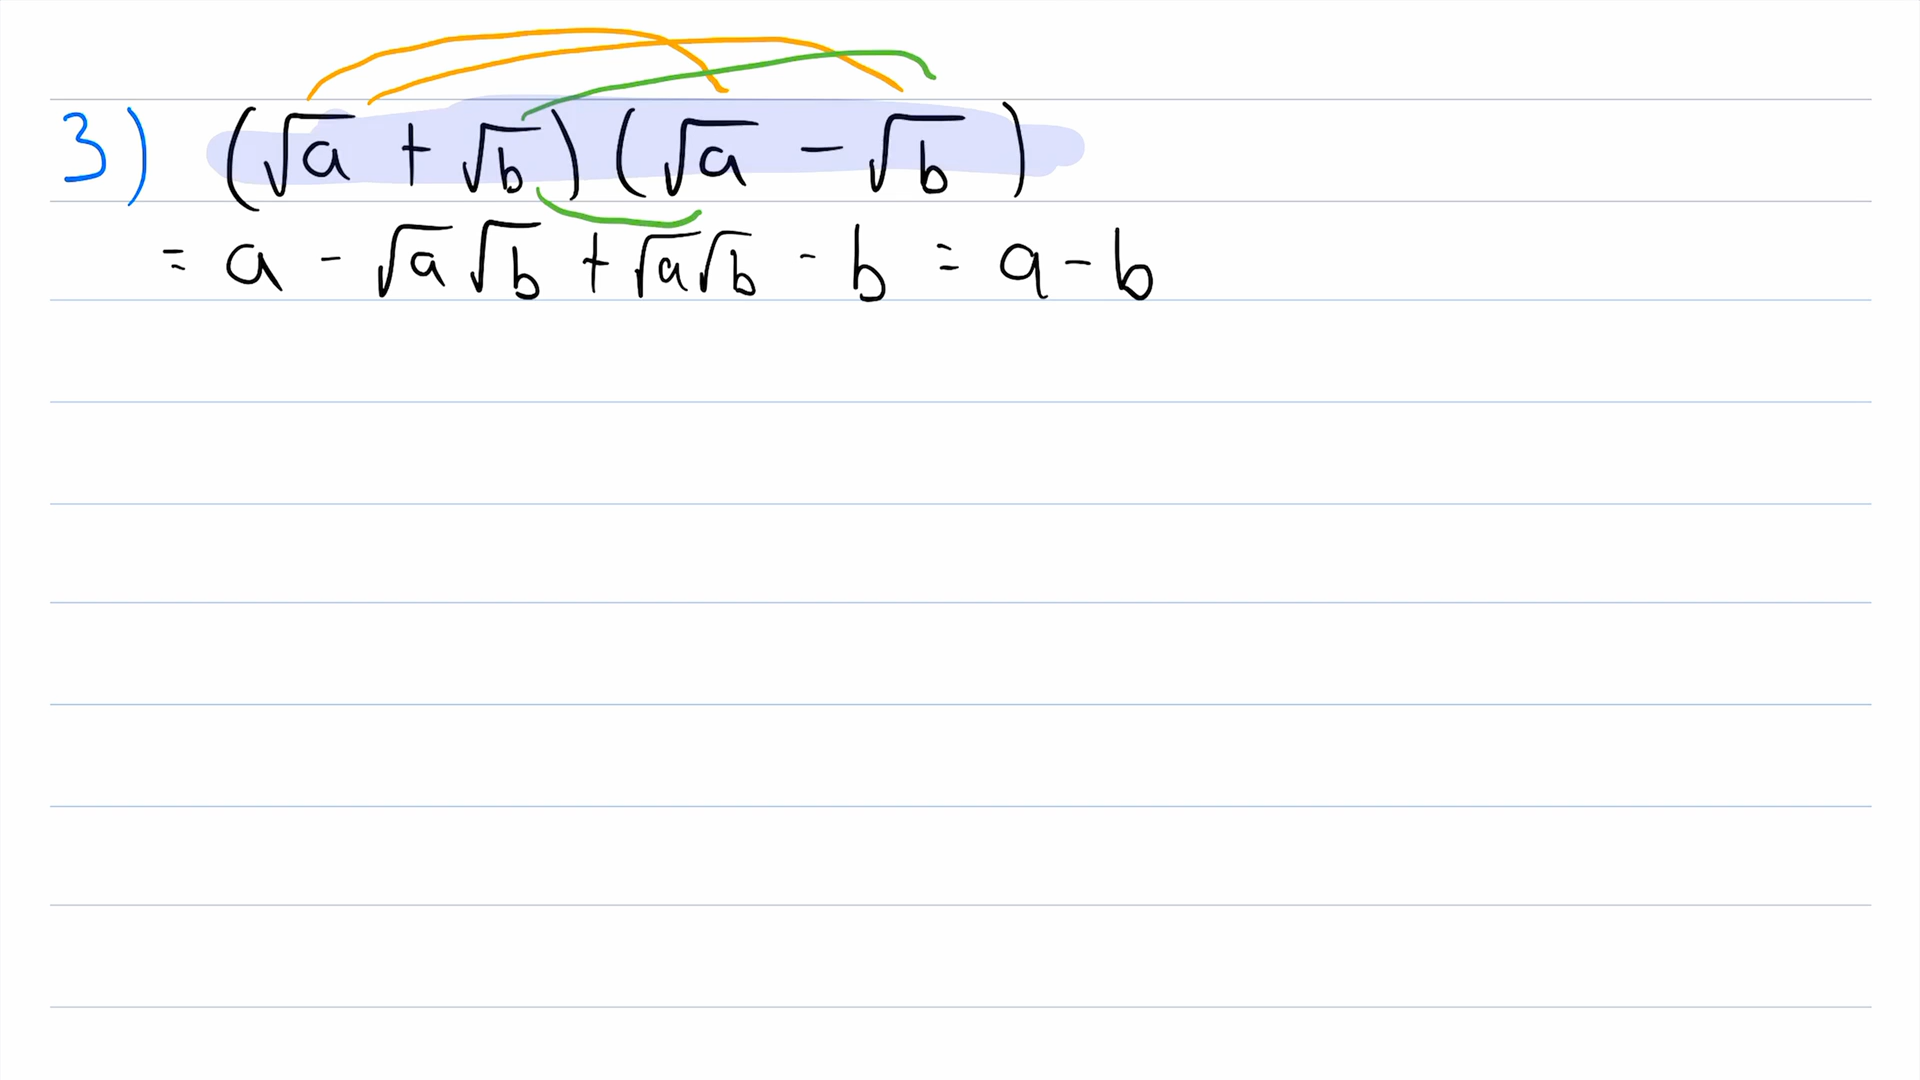 3) (√a + √b) (√a − √b)
= a - √a √b + √a √b - b = a - b